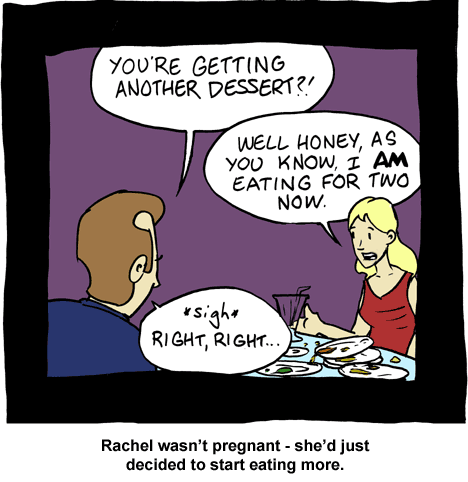 YOU'RE GETTING
ANOTHER DESSERT?!
WELL HONEY, AS
YOU KNOW, I AM
EATING FOR TWO
NOW.
*sigh*
RIGHT, RIGHT...
Rachel wasn't pregnant - she'd just
decided to start eating more.